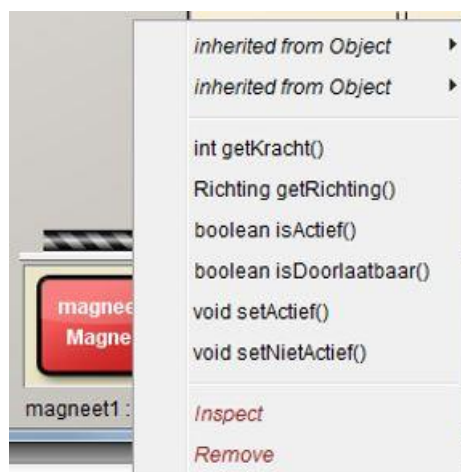 inherited from Object
inherited from Object
int getKracht()
Richting getRichting()
boolean isActief()
boolean isDoorlaatbaar()
void setActief()
void setNietActief()
Inspect
Remove
magnee
Magne
magneet1 :